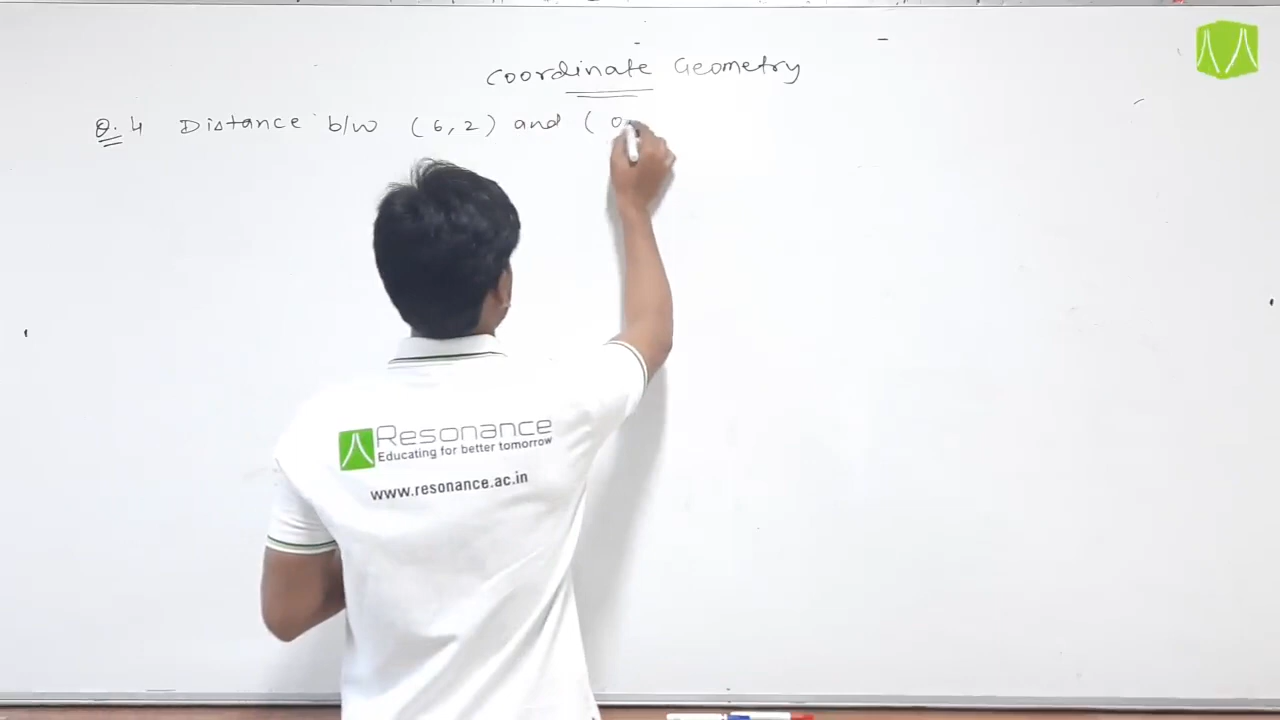 Coordinate Geometry
Q. 4 Distance b/w (6, 2) and ( 0
Resonance
Educating for better tomorrow
www.resonance.ac.in